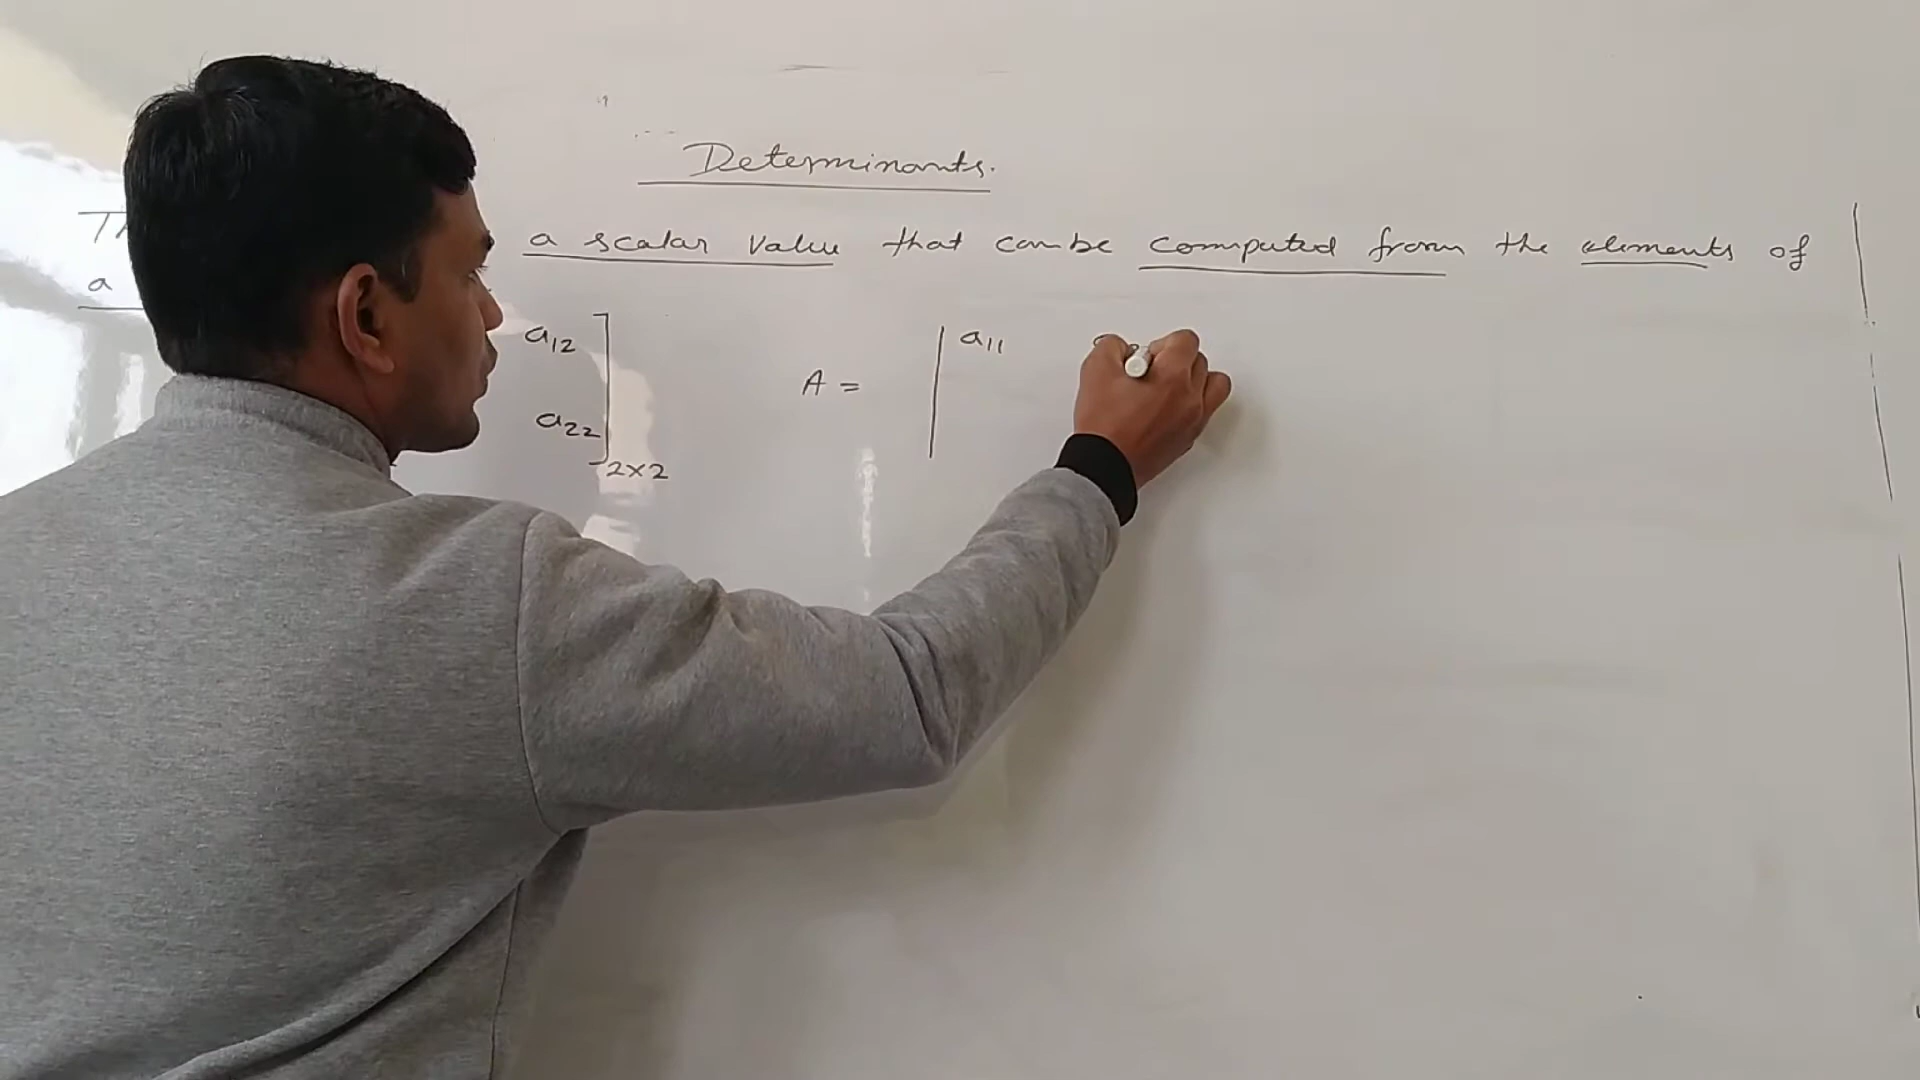 Determinants.
a scalar value that can be computed from the elements of
a
a12
a11
A =
a22
2×2